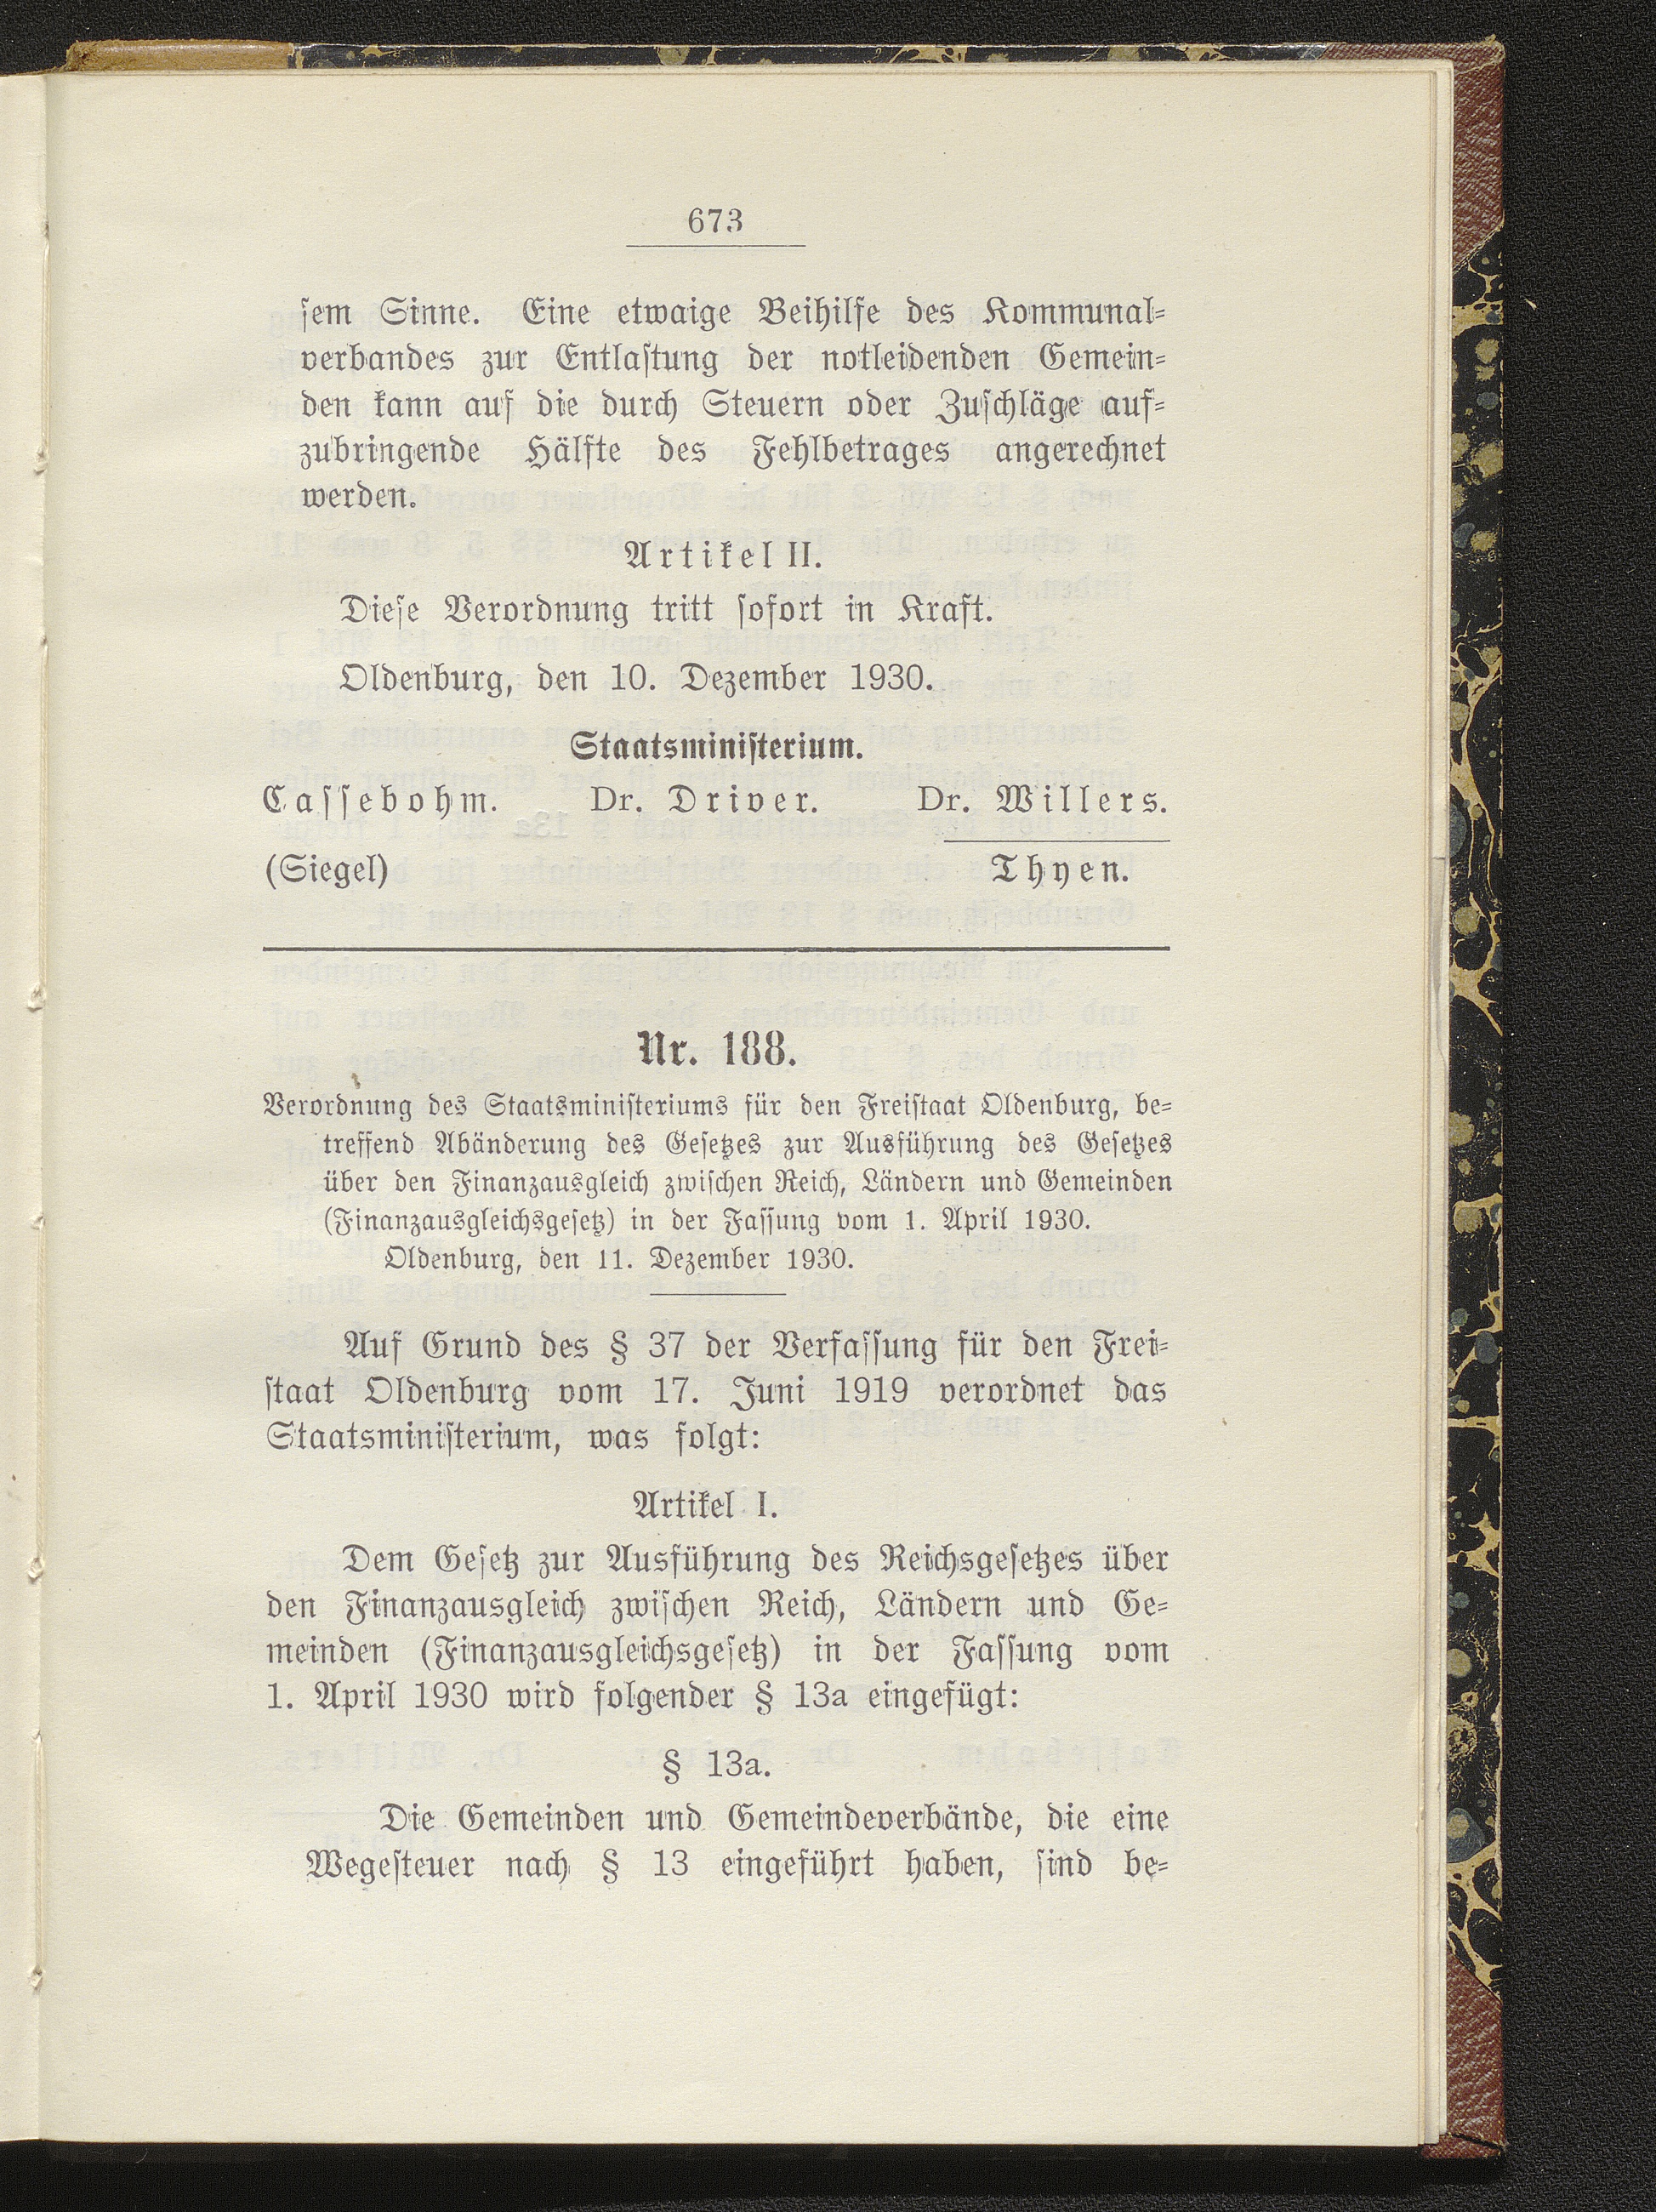 673
sem Sinne. Eine etwaige Beihilfe des Kommunal-
verbandes zur Entlastung der notleidenden Gemein-
den kann auf die durch Steuern oder Zuschläge auf-
zubringende Hälfte des Fehlbetrages angerechnet
werden.
Artikel II.
Diese Verordnung tritt sofort in Kraft.
Oldenburg, den 10. Dezember 1930.
Staatsministerium.
Cassebohm. Dr. Driver. Dr. Willers.
(Siegel) Thyen.
Nr. 188.
Verordnung des Staatsministeriums für den Freistaat Oldenburg, be-
treffend Abänderung des Gesetzes zur Ausführung des Gesetzes
über den Finanzausgleich zwischen Reich, Ländern und Gemeinden
(Finanzausgleichsgesetz) in der Fassung vom 1. April 1930.
Oldenburg, den 11. Dezember 1930.
Auf Grund des § 37 der Verfassung für den Frei-
staat Oldenburg vom 17. Juni 1919 verordnet das
Staatsministerium, was folgt:
Artikel I.
Dem Gesetz zur Ausführung des Reichsgesetzes über
den Finanzausgleich zwischen Reich, Ländern und Ge-
meinden (Finanzausgleichsgesetz) in der Fassung vom
1. April 1930 wird folgender § 13a eingefügt:
§ 13a.
Die Gemeinden und Gemeindeverbände, die eine
Wegesteuer nach § 13 eingeführt haben, sind be-